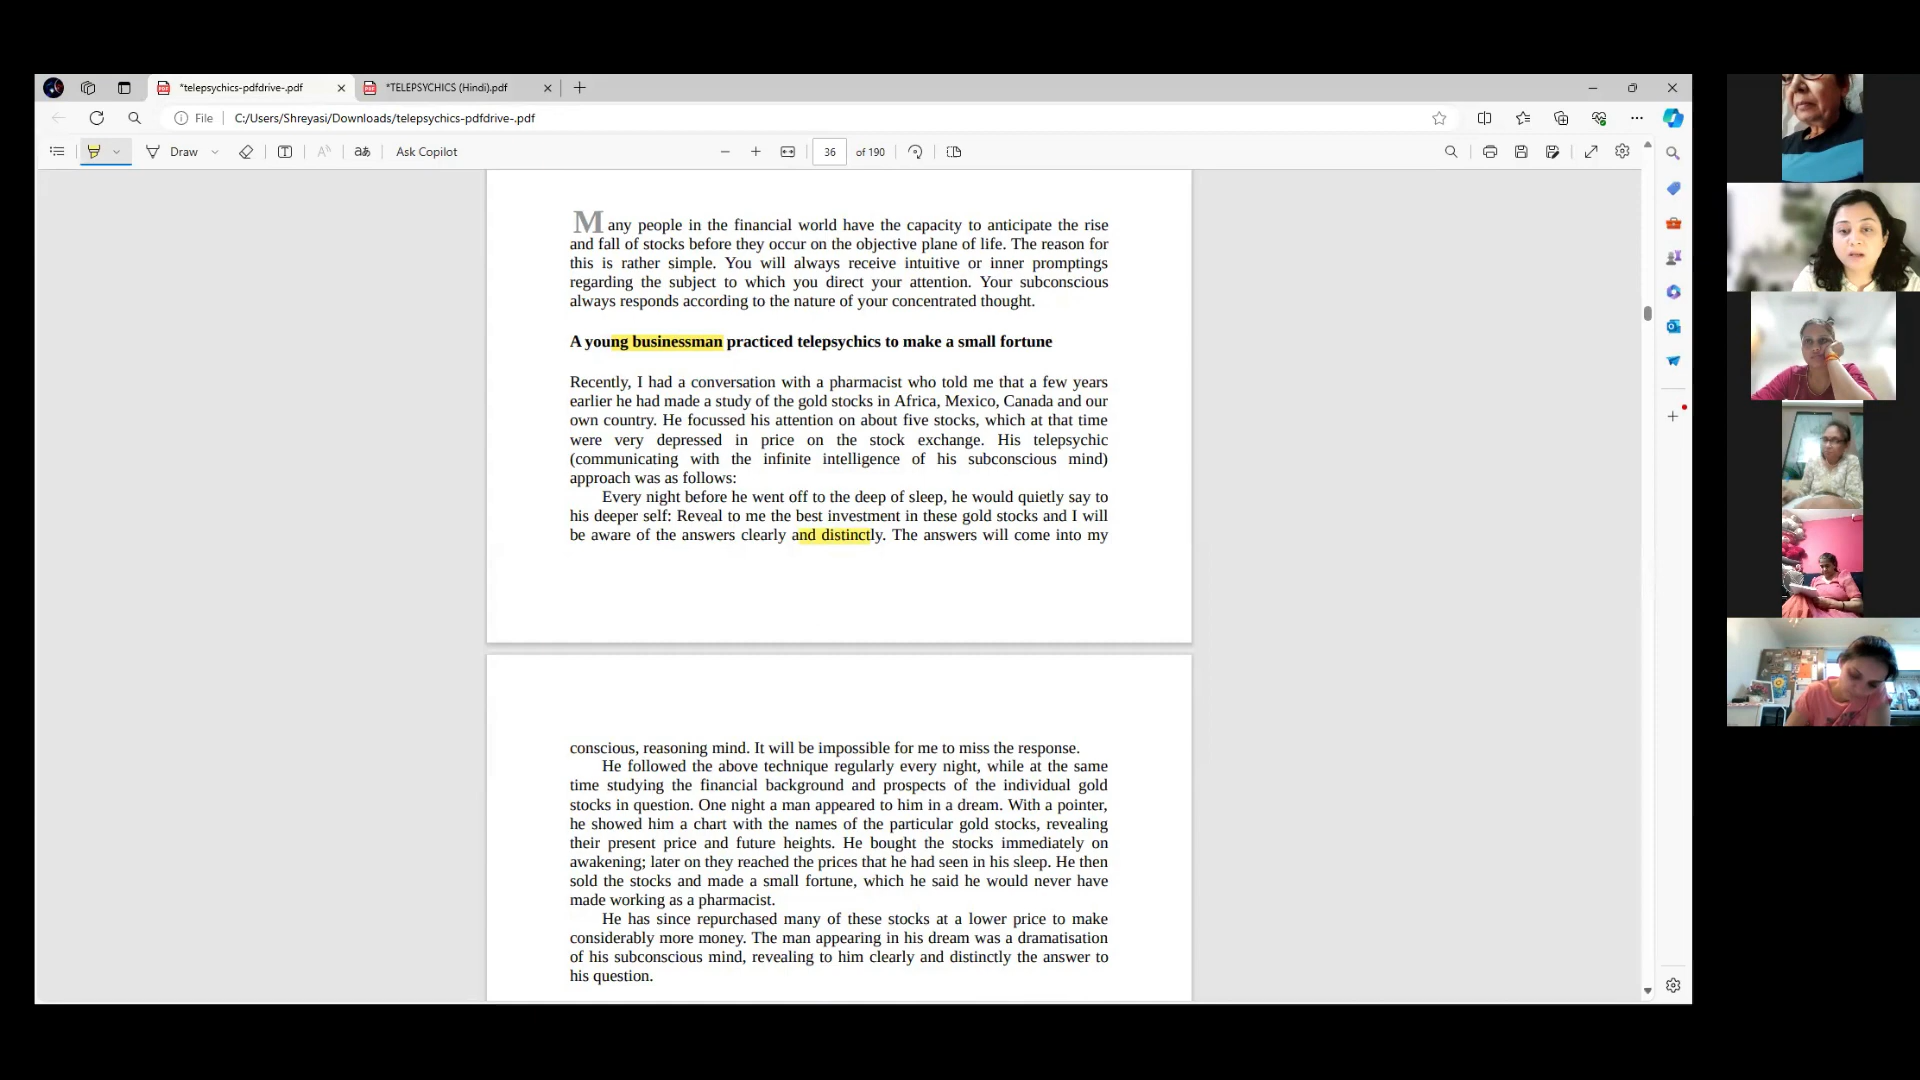 *telepsychics-pdfdrive-.pdf
*TELEPSYCHICS (Hindi).pdf
File
C:/Users/Shreyasi/Downloads/telepsychics-pdfdrive-.pdf
Draw
Ask Copilot
36 of 190
Many people in the financial world have the capacity to anticipate the rise
and fall of stocks before they occur on the objective plane of life. The reason for
this is rather simple. You will always receive intuitive or inner promptings
regarding the subject to which you direct your attention. Your subconscious
always responds according to the nature of your concentrated thought.
A young businessman practiced telepsychics to make a small fortune
Recently, I had a conversation with a pharmacist who told me that a few years
earlier he had made a study of the gold stocks in Africa, Mexico, Canada and our
own country. He focussed his attention on about five stocks, which at that time
were very depressed in price on the stock exchange. His telepsychic
(communicating with the infinite intelligence of his subconscious mind)
approach was as follows:
Every night before he went off to the deep of sleep, he would quietly say to
his deeper self: Reveal to me the best investment in these gold stocks and I will
be aware of the answers clearly and distinctly. The answers will come into my
conscious, reasoning mind. It will be impossible for me to miss the response.
He followed the above technique regularly every night, while at the same
time studying the financial background and prospects of the individual gold
stocks in question. One night a man appeared to him in a dream. With a pointer,
he showed him a chart with the names of the particular gold stocks, revealing
their present price and future heights. He bought the stocks immediately on
awakening; later on they reached the prices that he had seen in his sleep. He then
sold the stocks and made a small fortune, which he said he would never have
made working as a pharmacist.
He has since repurchased many of these stocks at a lower price to make
considerably more money. The man appearing in his dream was a dramatisation
of his subconscious mind, revealing to him clearly and distinctly the answer to
his question.